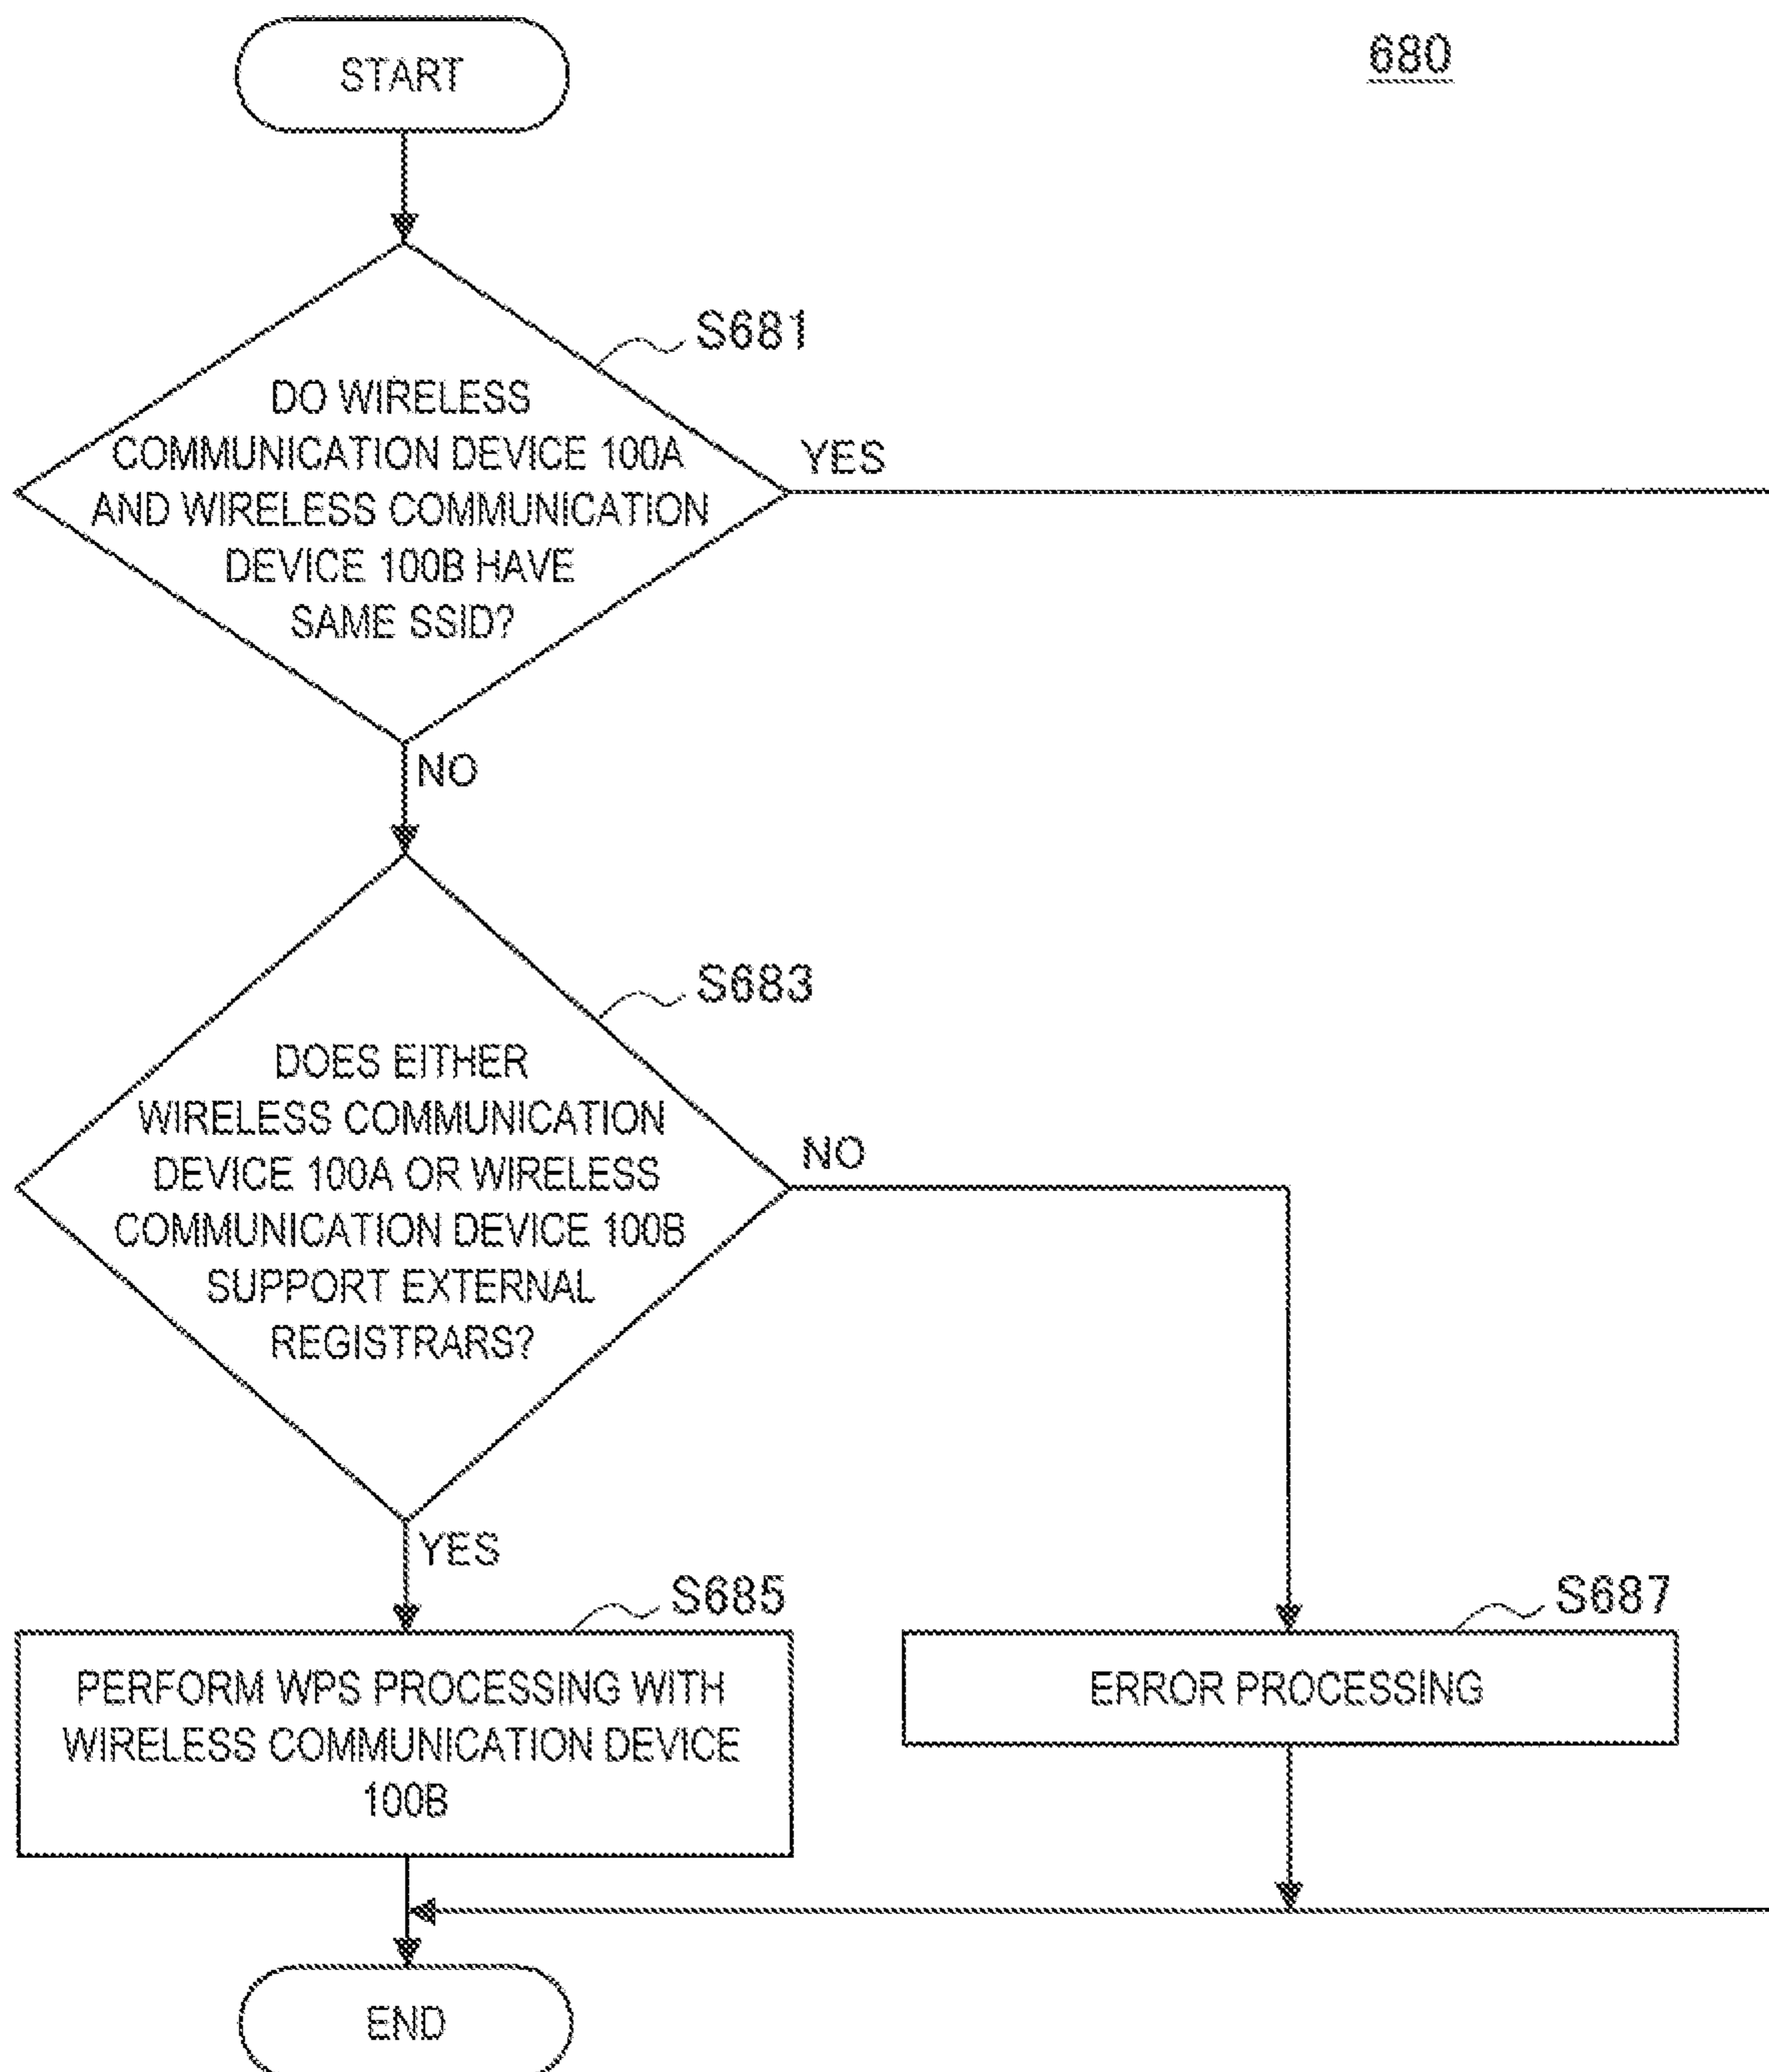 START
680
S681
DO WIRELESS
COMMUNICATION DEVICE 100A
AND WIRELESS COMMUNICATION
DEVICE 100B HAVE
SAME SSID?
YES
NO
S683
DOES EITHER
WIRELESS COMMUNICATION
DEVICE 100A OR WIRELESS
COMMUNICATION DEVICE 100B
SUPPORT EXTERNAL
REGISTRARS?
NO
YES
S685
PERFORM WPS PROCESSING WITH
WIRELESS COMMUNICATION DEVICE
100B
S687
ERROR PROCESSING
END